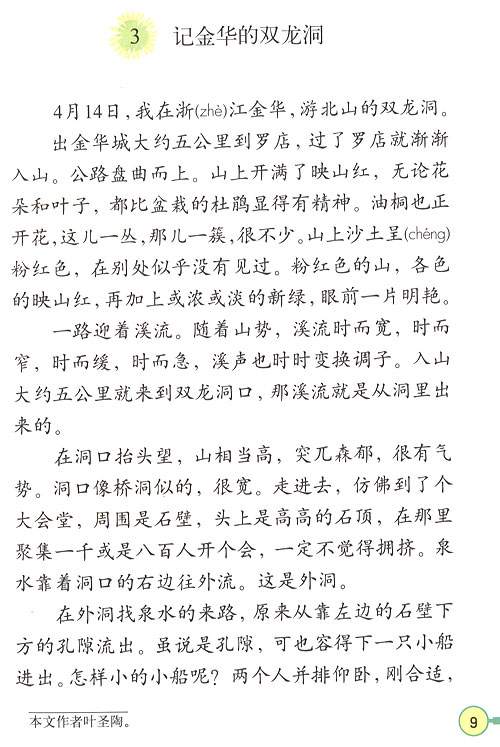 3 记金华的双龙洞
4月14日，我在浙(zhè)江金华，游北山的双龙洞。
出金华城大约五公里到罗店，过了罗店就渐渐
入山。公路盘曲而上。山上开满了映山红，无论花
朵和叶子，都比盆栽的杜鹃显得有精神。油桐也正
开花，这儿一丛，那儿一簇，很不少。山上沙土呈(chéng)
粉红色，在别处似乎没有见过。粉红色的山，各色
的映山红，再加上或浓或淡的新绿，眼前一片明艳。
一路迎着溪流。随着山势，溪流时而宽，时而
窄，时而缓，时而急，溪声也时时变换调子。入山
大约五公里就来到双龙洞口，那溪流就是从洞里出
来的。
在洞口抬头望，山相当高，突兀森郁，很有气
势。洞口像桥洞似的，很宽。走进去，仿佛到了个
大会堂，周围是石壁，头上是高高的石顶，在那里
聚集一千或是八百人开个会，一定不觉得拥挤。泉
水靠着洞口的右边往外流。这是外洞。
在外洞找泉水的来路，原来从靠左边的石壁下
方的孔隙流出。虽说是孔隙，可也容得下一只小船
进出。怎样小的小船呢？两个人并排仰卧，刚合适，
本文作者叶圣陶。
9